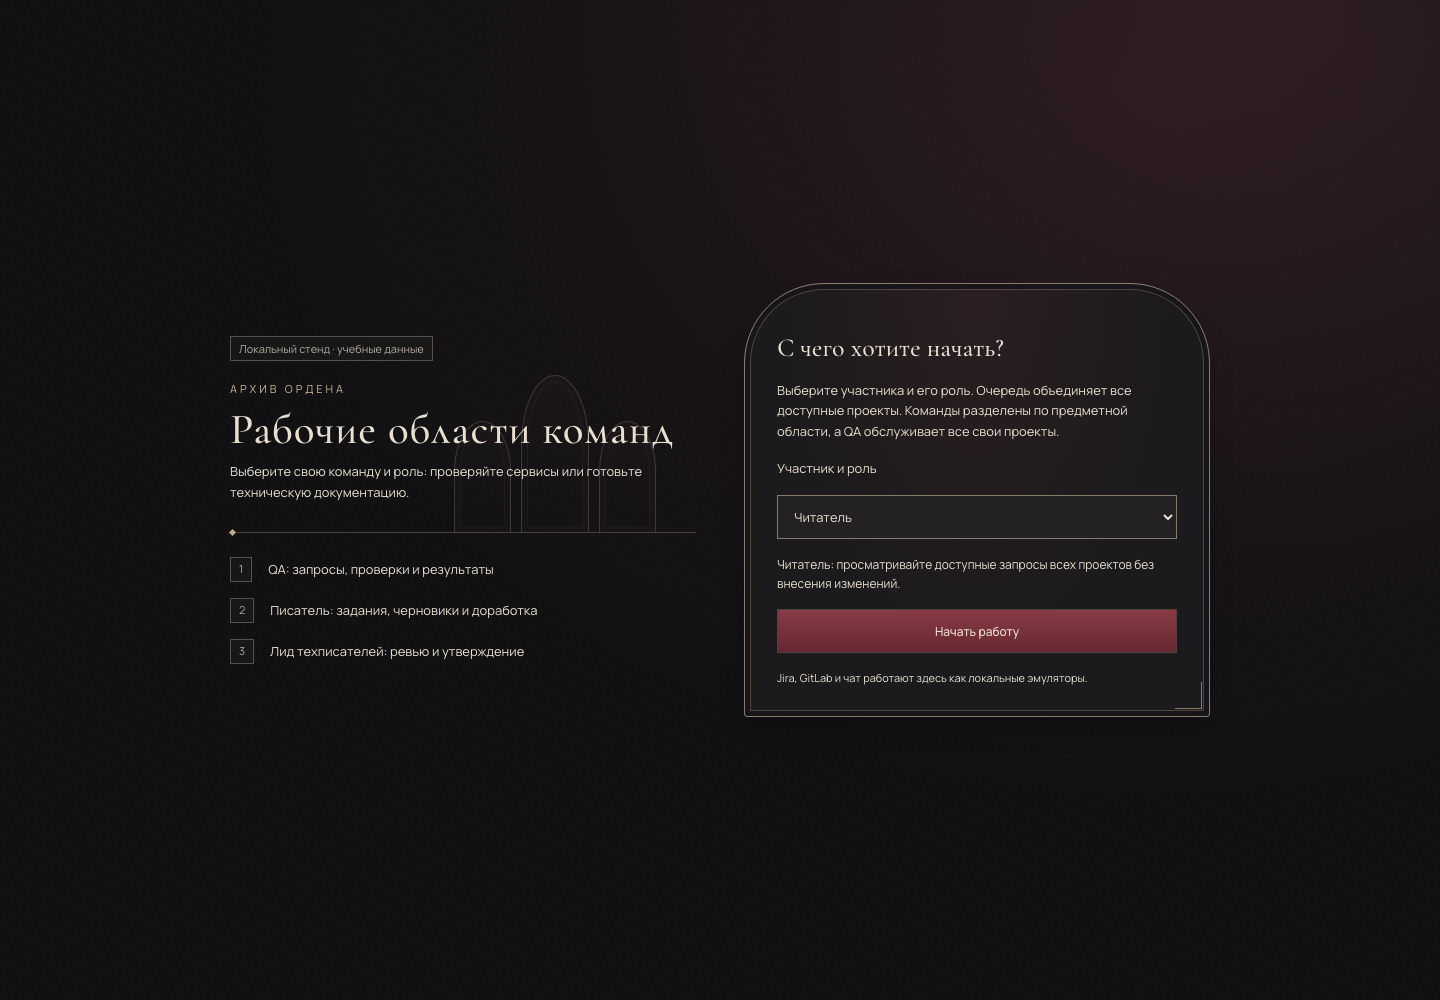 Локальный стенд · учебные данные
АРХИВ ОРДЕНА
Рабочие области команд
Выберите свою команду и роль: проверяйте сервисы или готовьте
техническую документацию.
1 QA: запросы, проверки и результаты
2 Писатель: задания, черновики и доработка
3 Лид техписателей: ревью и утверждение
С чего хотите начать?
Выберите участника и его роль. Очередь объединяет все
доступные проекты. Команды разделены по предметной
области, а QA обслуживает все свои проекты.
Участник и роль
Читатель
Читатель: просматривайте доступные запросы всех проектов без
внесения изменений.
Начать работу
Jira, GitLab и чат работают здесь как локальные эмуляторы.